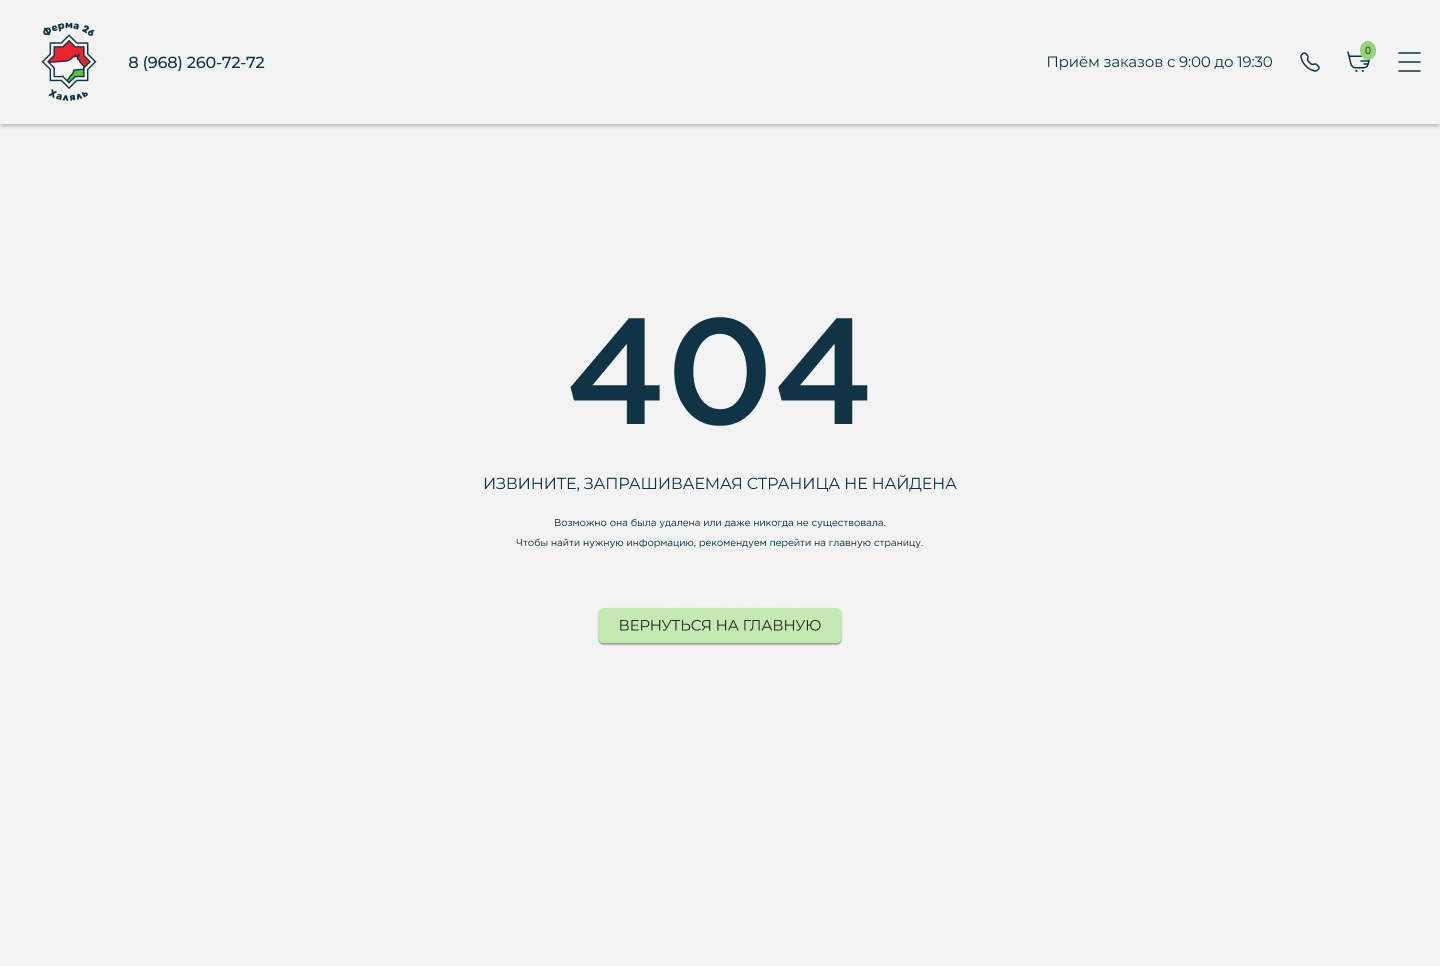 Ферма 26
Халяль
8 (968) 260-72-72
Приём заказов с 9:00 до 19:30
0
404
ИЗВИНИТЕ, ЗАПРАШИВАЕМАЯ СТРАНИЦА НЕ НАЙДЕНА
Возможно она была удалена или даже никогда не существовала.
Чтобы найти нужную информацию, рекомендуем перейти на главную страницу.
ВЕРНУТЬСЯ НА ГЛАВНУЮ